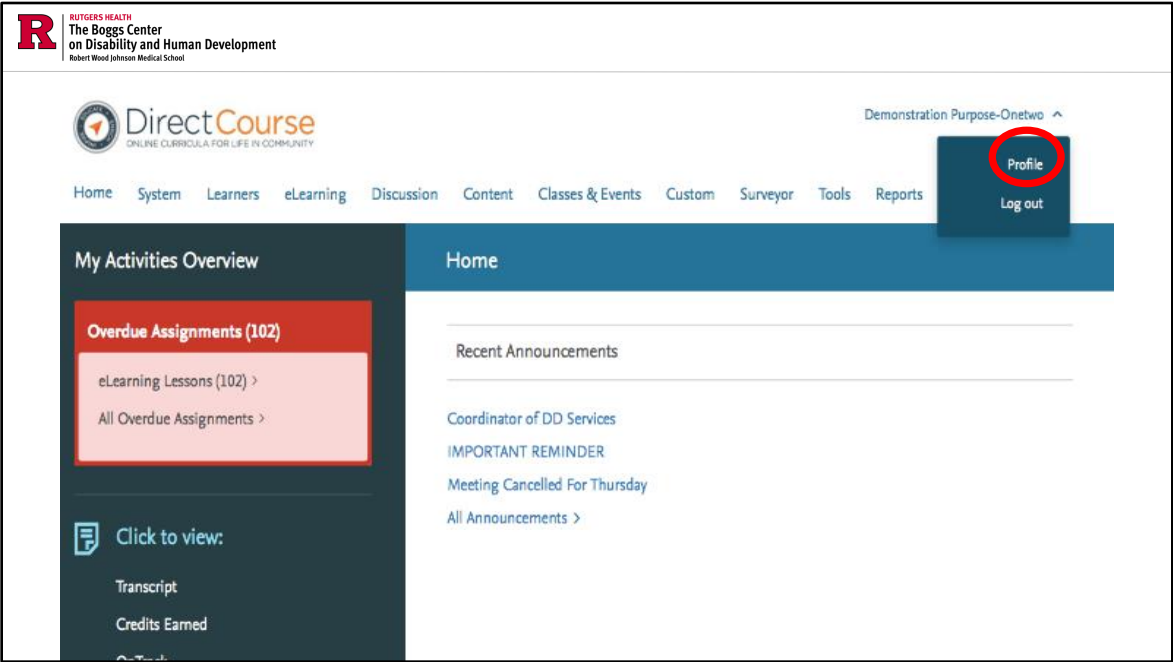 RUTGERS HEALTH
The Boggs Center
on Disability and Human Development
Robert Wood Johnson Medical School
DirectCourse
ONLINE CURRICULA FOR LIFE IN COMMUNITY
Demonstration Purpose-Onetwo
Profile
Log out
Home System Learners eLearning Discussion Content Classes & Events Custom Surveyor Tools Reports
My Activities Overview
Home
Overdue Assignments (102)
eLearning Lessons (102) >
All Overdue Assignments >
Recent Announcements
Coordinator of DD Services
IMPORTANT REMINDER
Meeting Cancelled For Thursday
All Announcements >
Click to view:
Transcript
Credits Earned